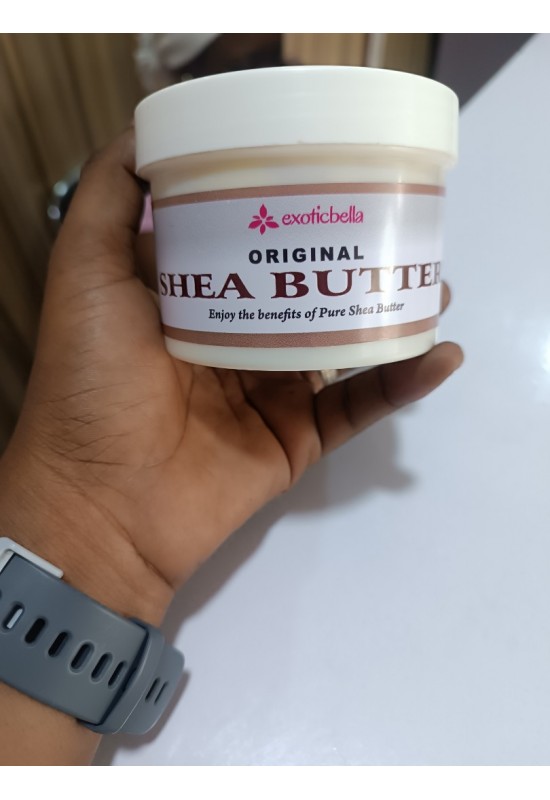 exoticbella
ORIGINAL
SHEA BUTTER
Enjoy the benefits of Pure Shea Butter